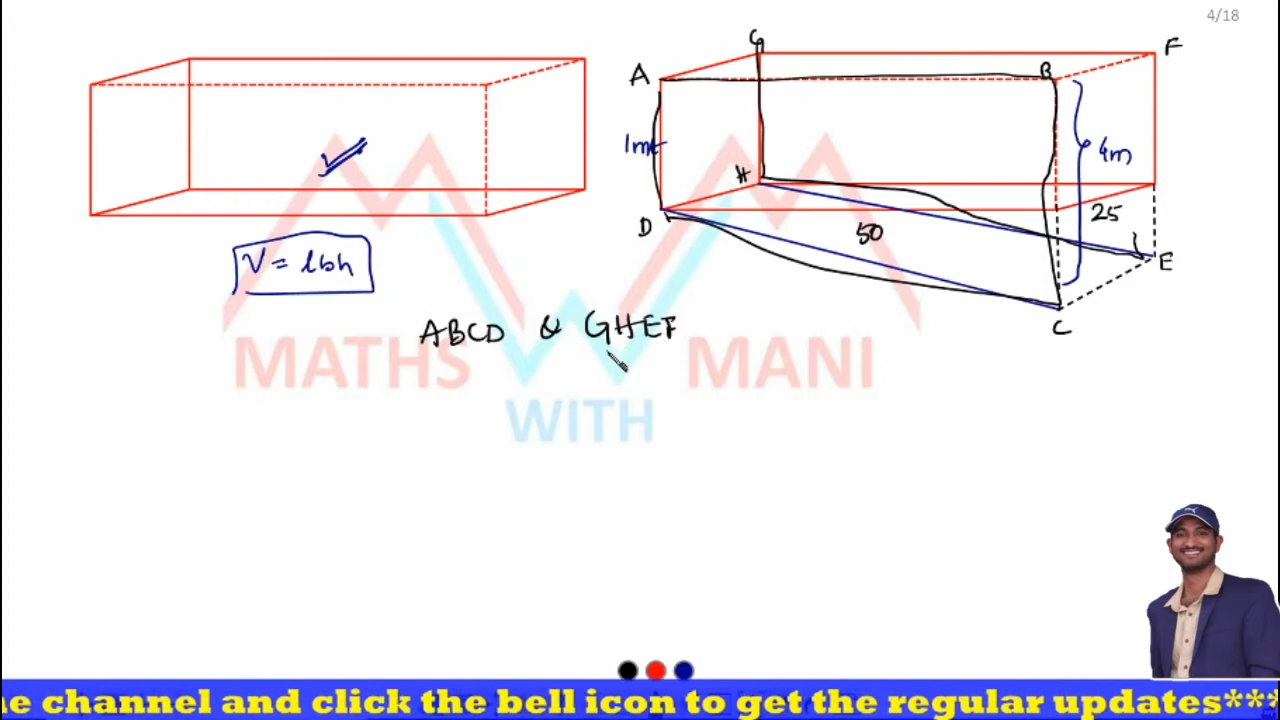 4/18
G
F
A
B
1mt
4m
H
25
D
50
E
C
V = lbh
ABCD & GHEF
MATHS MANI
WITH
he channel and click the bell icon to get the regular updates***